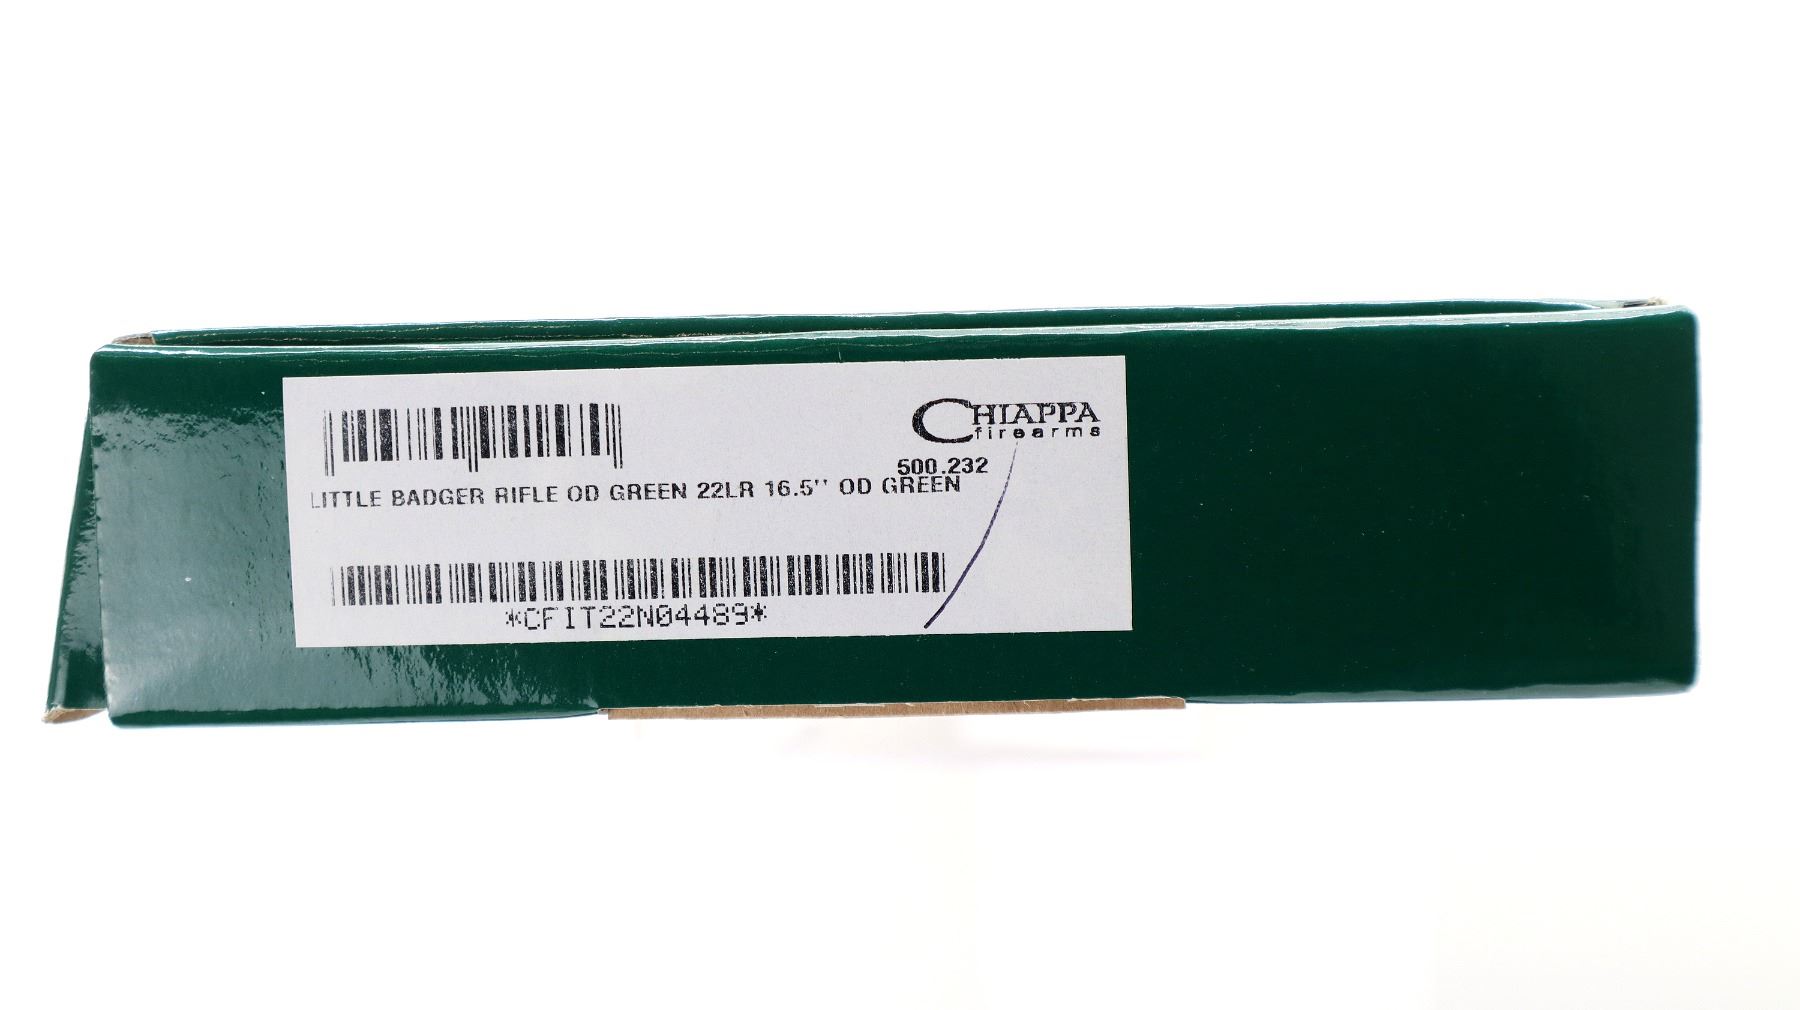 CHIAPPA
firearms
500.232
LITTLE BADGER RIFLE OD GREEN 22LR 16.5'' OD GREEN
*CFIT22N04489*